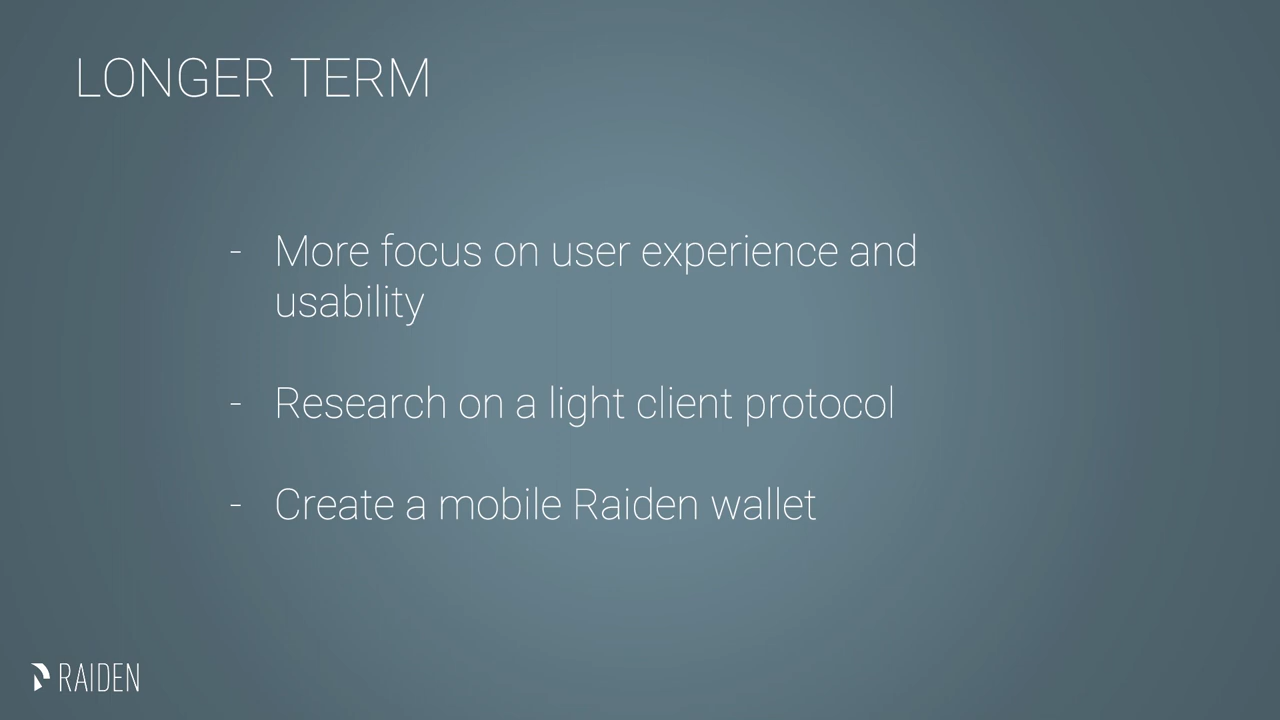 LONGER TERM
- More focus on user experience and
usability
- Research on a light client protocol
- Create a mobile Raiden wallet
RAIDEN